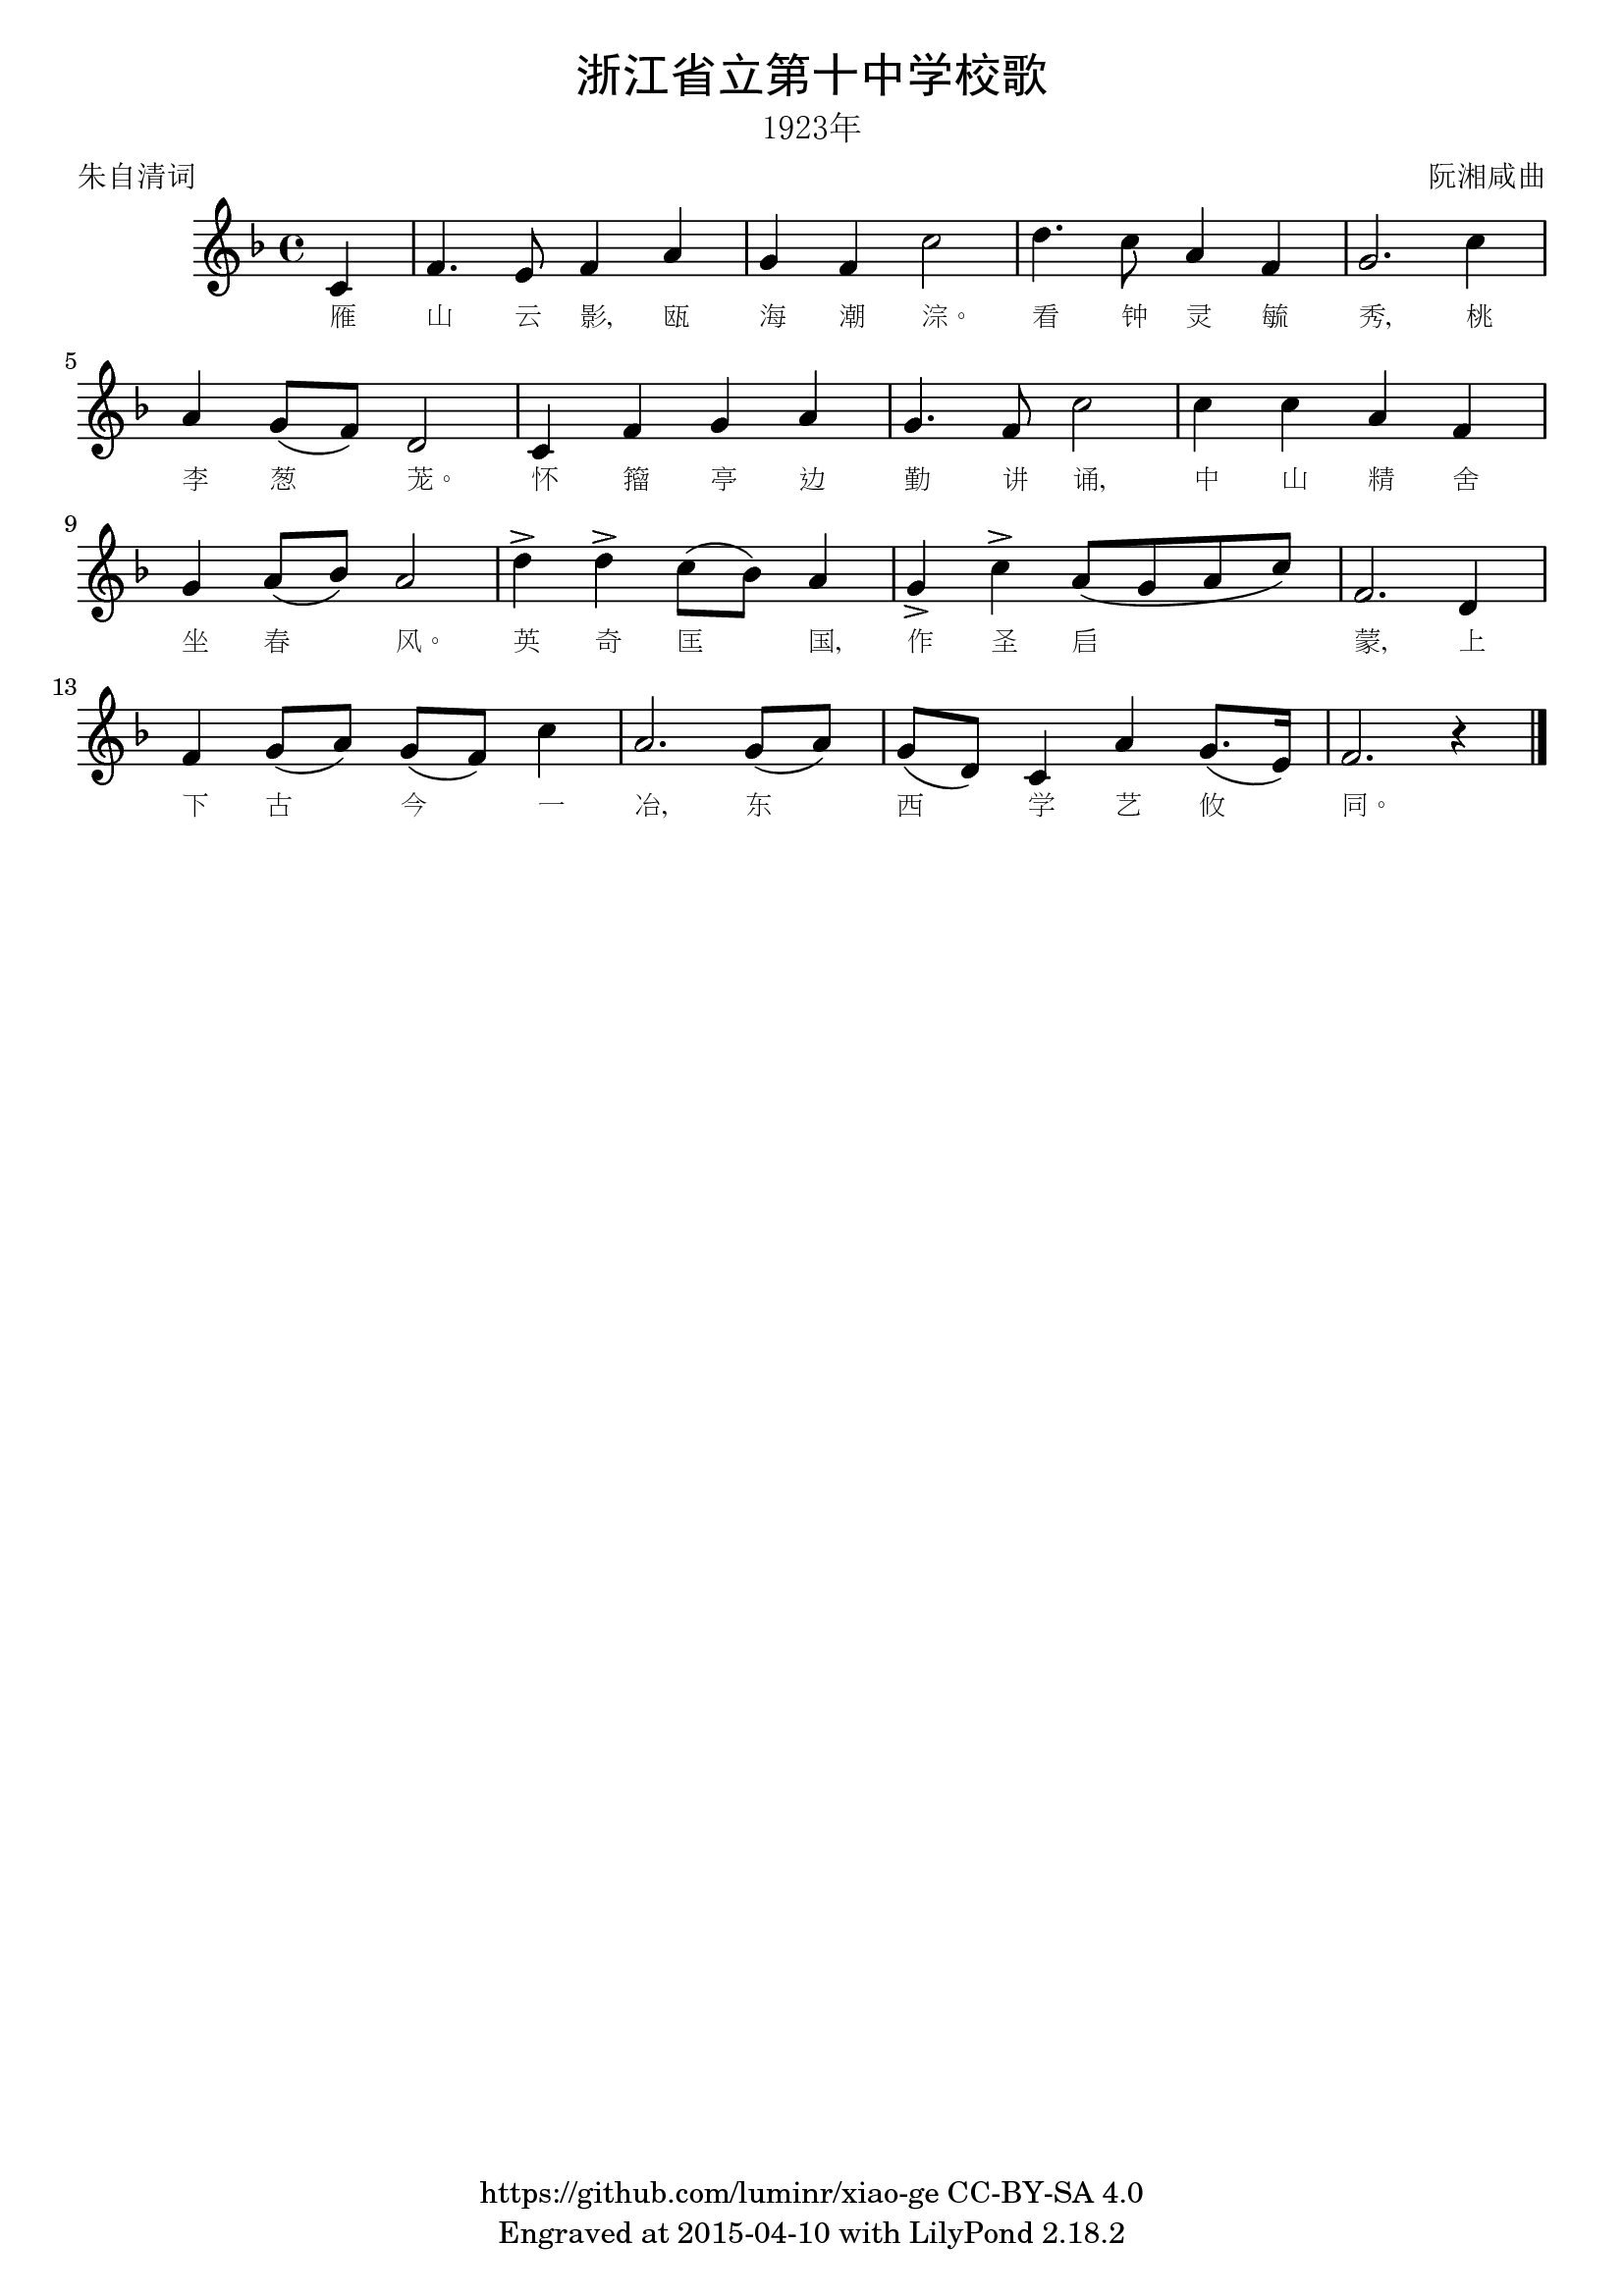 浙江省立第十中学校歌
1923年
朱自清词 阮湘咸曲
雁 山 云 影, 瓯 海 潮 淙。 看 钟 灵 毓 秀, 桃
5
李 葱 茏。 怀 籀 亭 边 勤 讲 诵, 中 山 精 舍
9
坐 春 风。 英 奇 匡 国, 作 圣 启 蒙, 上
13
下 古 今 一 冶, 东 西 学 艺 攸 同。
https://github.com/luminr/xiao-ge CC-BY-SA 4.0
Engraved at 2015-04-10 with LilyPond 2.18.2